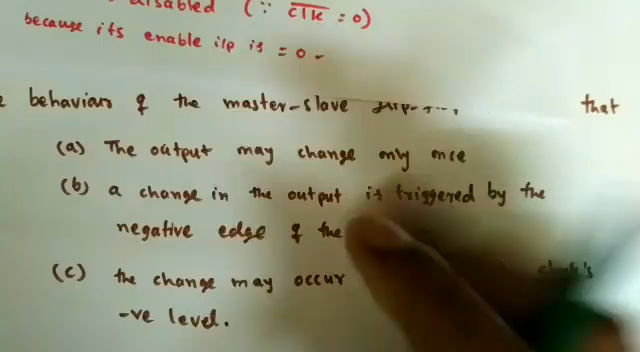 disabled (∵ \overline{CLK} = 0)
because its enable i/p is = 0.
behaviour of the master-slave that
(a) The output may change only once
(b) a change in the output is triggered by the
negative edge of the
(c) the change may occur clock's
-ve level.